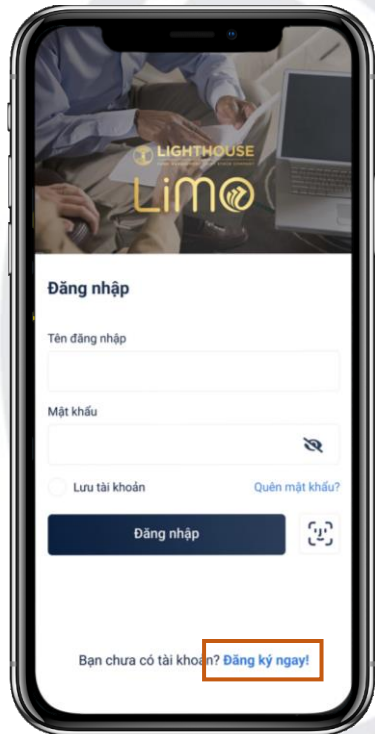 LIGHTHOUSE
LiMO
Đăng nhập
Tên đăng nhập
Mật khẩu
Lưu tài khoản
Quên mật khẩu?
Đăng nhập
Bạn chưa có tài khoản? Đăng ký ngay!